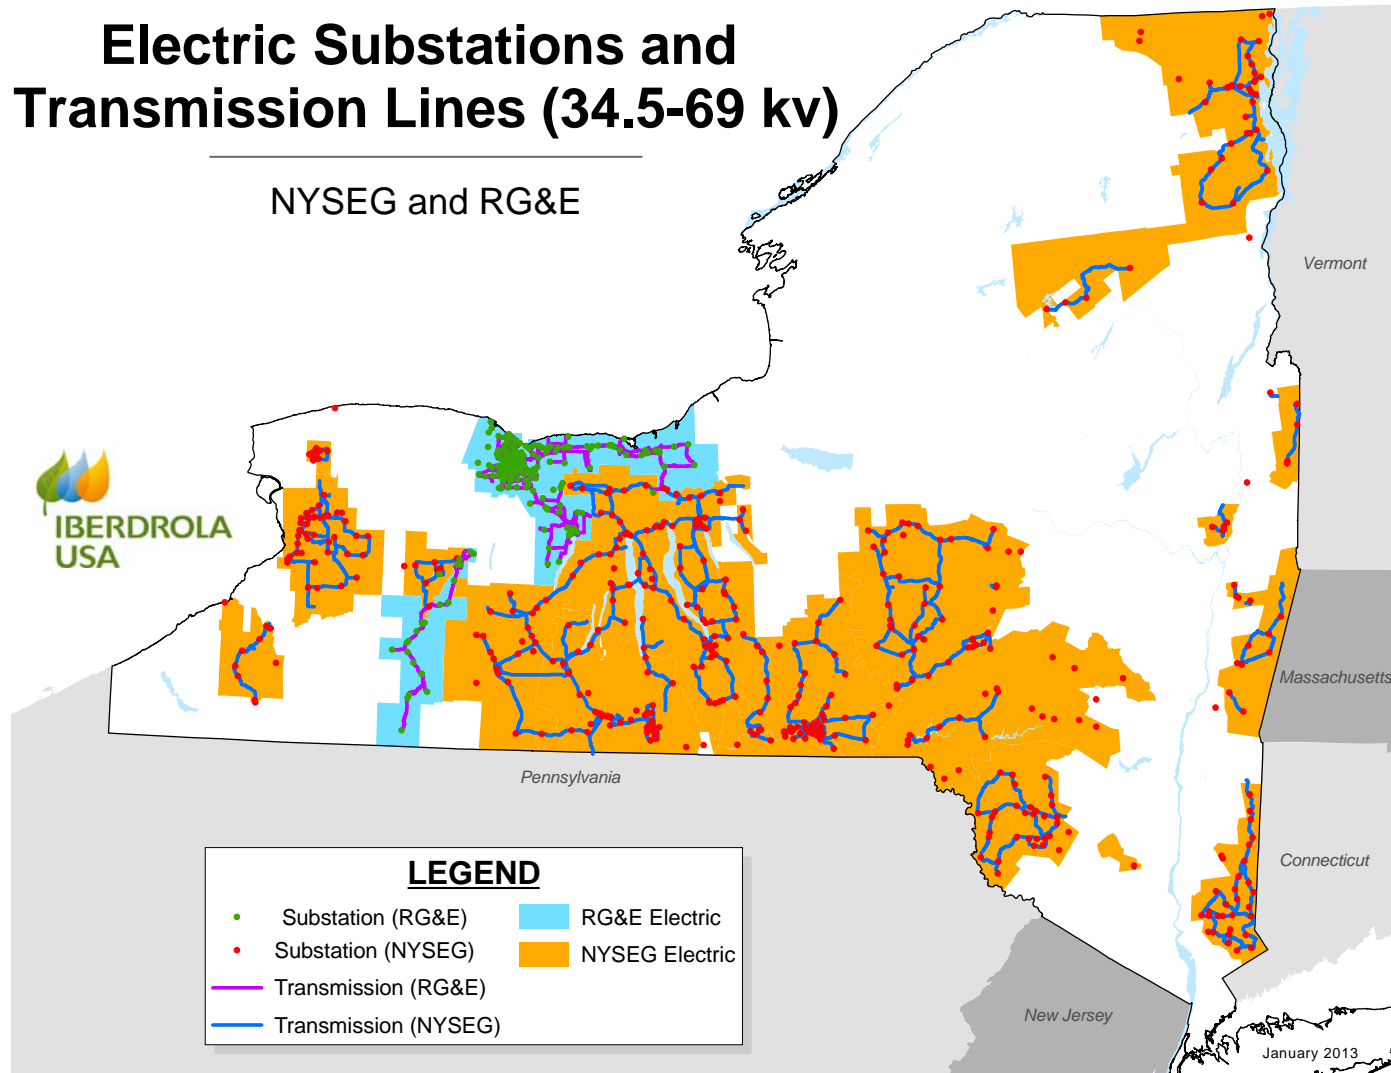 Electric Substations and
Transmission Lines (34.5-69 kv)
NYSEG and RG&E
Vermont
IBERDROLA
USA
Massachusetts
Pennsylvania
Connecticut
New Jersey
LEGEND
Substation (RG&E)
Substation (NYSEG)
Transmission (RG&E)
Transmission (NYSEG)
RG&E Electric
NYSEG Electric
January 2013